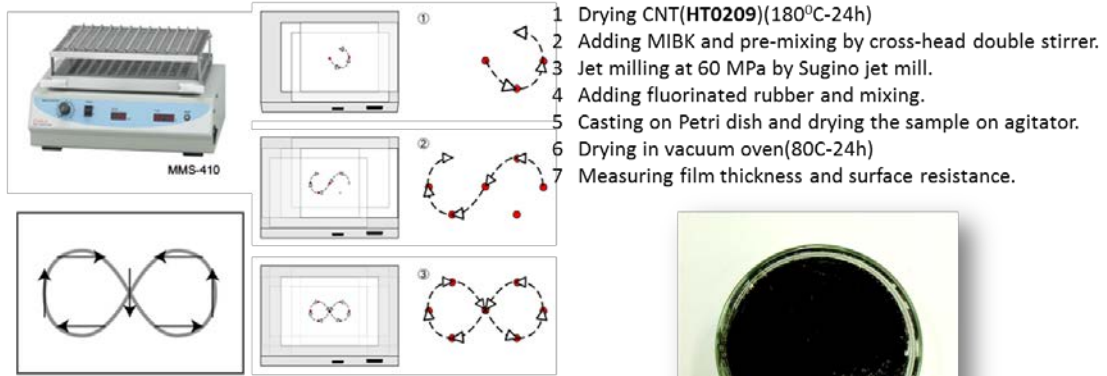 MMS-410
①
②
③
1 Drying CNT(HT0209)(180⁰C-24h)
2 Adding MIBK and pre-mixing by cross-head double stirrer.
3 Jet milling at 60 MPa by Sugino jet mill.
4 Adding fluorinated rubber and mixing.
5 Casting on Petri dish and drying the sample on agitator.
6 Drying in vacuum oven(80C-24h)
7 Measuring film thickness and surface resistance.